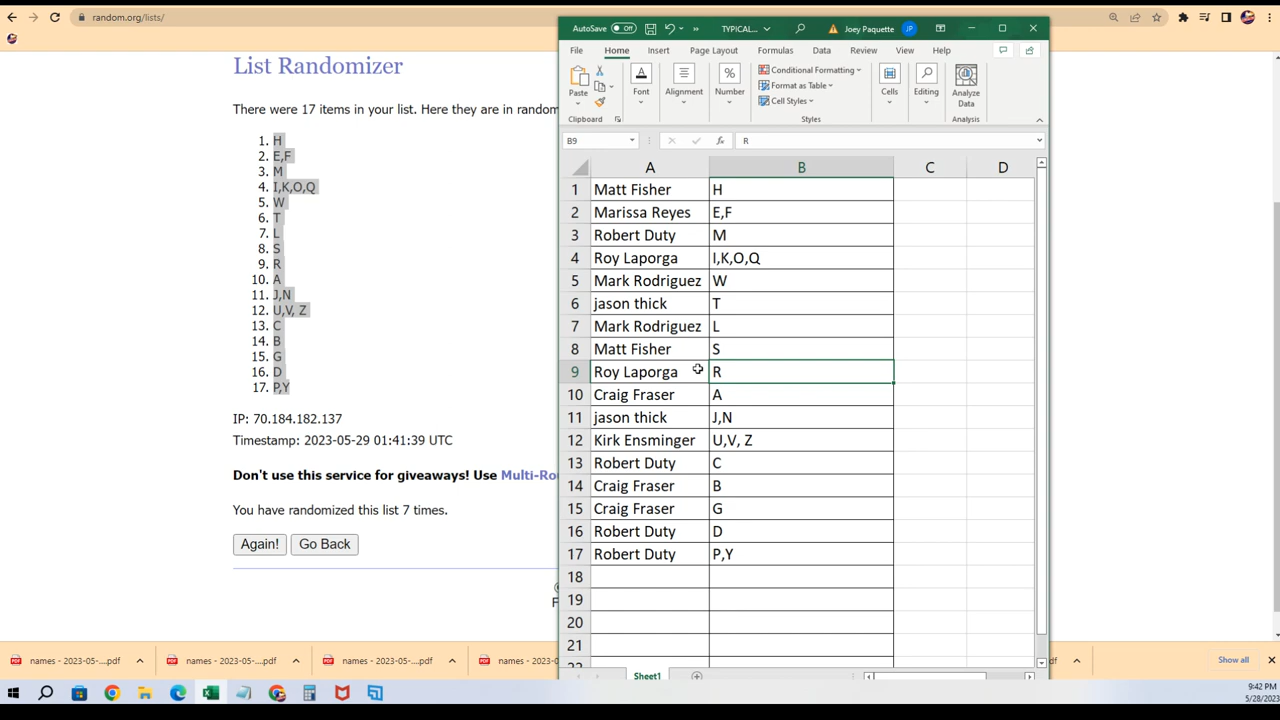 random.org/lists/
List Randomizer
There were 17 items in your list. Here they are in random
1. H
2. E,F
3. M
4. I,K,O,Q
5. W
6. T
7. L
8. S
9. R
10. A
11. J,N
12. U,V, Z
13. C
14. B
15. G
16. D
17. P,Y
IP: 70.184.182.137
Timestamp: 2023-05-29 01:41:39 UTC
Don't use this service for giveaways! Use Multi-Ro
You have randomized this list 7 times.
Again! Go Back
F
AutoSave Off TYPICAL... Joey Paquette JP
File Home Insert Page Layout Formulas Data Review View Help
Paste Font Alignment Number Conditional Formatting Format as Table Cell Styles Cells Editing Analyze Data
Clipboard Styles Analysis
B9 fx R
A B C D
1 Matt Fisher H
2 Marissa Reyes E,F
3 Robert Duty M
4 Roy Laporga I,K,O,Q
5 Mark Rodriguez W
6 jason thick T
7 Mark Rodriguez L
8 Matt Fisher S
9 Roy Laporga R
10 Craig Fraser A
11 jason thick J,N
12 Kirk Ensminger U,V, Z
13 Robert Duty C
14 Craig Fraser B
15 Craig Fraser G
16 Robert Duty D
17 Robert Duty P,Y
18
19
20
21
22
Sheet1
names - 2023-05-....pdf names - 2023-05-....pdf names - 2023-05-....pdf names - 2023-05 ....pdf Show all
9:42 PM
5/28/2023